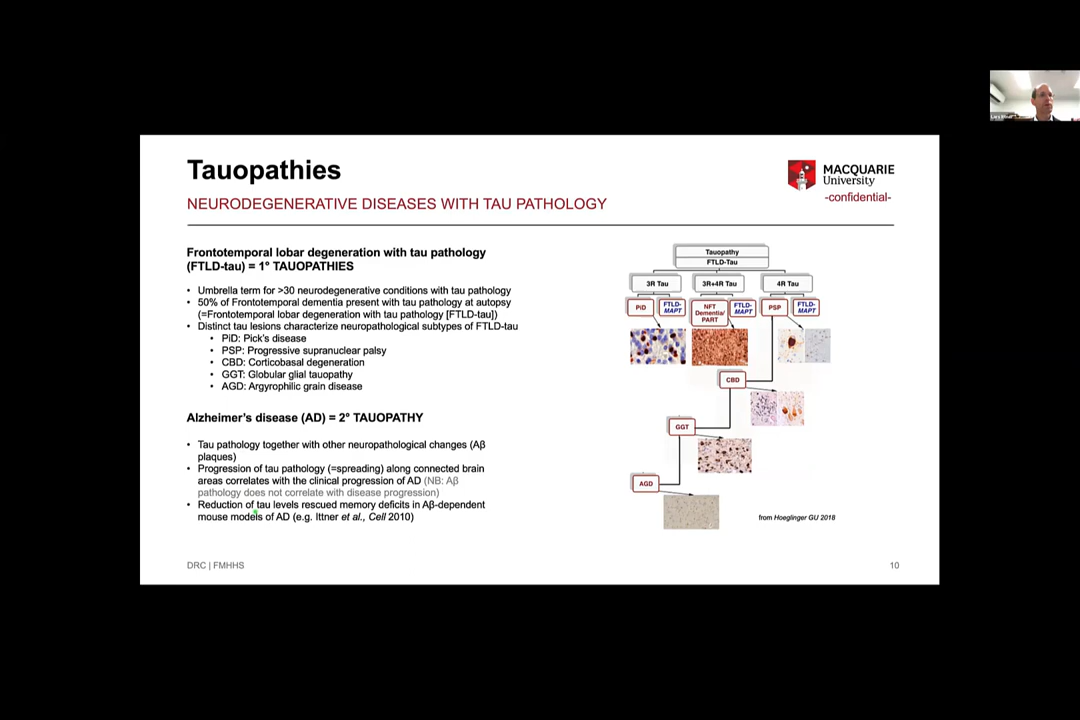 Tauopathies
NEURODEGENERATIVE DISEASES WITH TAU PATHOLOGY
MACQUARIE
University
-confidential-
Frontotemporal lobar degeneration with tau pathology
(FTLD-tau) = 1° TAUOPATHIES
• Umbrella term for >30 neurodegenerative conditions with tau pathology
• 50% of Frontotemporal dementia present with tau pathology at autopsy
(=Frontotemporal lobar degeneration with tau pathology [FTLD-tau])
• Distinct tau lesions characterize neuropathological subtypes of FTLD-tau
• PiD: Pick's disease
• PSP: Progressive supranuclear palsy
• CBD: Corticobasal degeneration
• GGT: Globular glial tauopathy
• AGD: Argyrophilic grain disease
Alzheimer's disease (AD) = 2° TAUOPATHY
• Tau pathology together with other neuropathological changes (Aβ
plaques)
• Progression of tau pathology (=spreading) along connected brain
areas correlates with the clinical progression of AD (NB: Aβ
pathology does not correlate with disease progression)
• Reduction of tau levels rescued memory deficits in Aβ-dependent
mouse models of AD (e.g. Ittner et al., Cell 2010)
Tauopathy
FTLD-Tau
3R Tau
3R+4R Tau
4R Tau
PiD
FTLD-
MAPT
NFT
Dementia/
PART
FTLD-
MAPT
PSP
FTLD-
MAPT
CBD
GGT
AGD
from Hoeglinger GU 2018
DRC | FMHHS
10